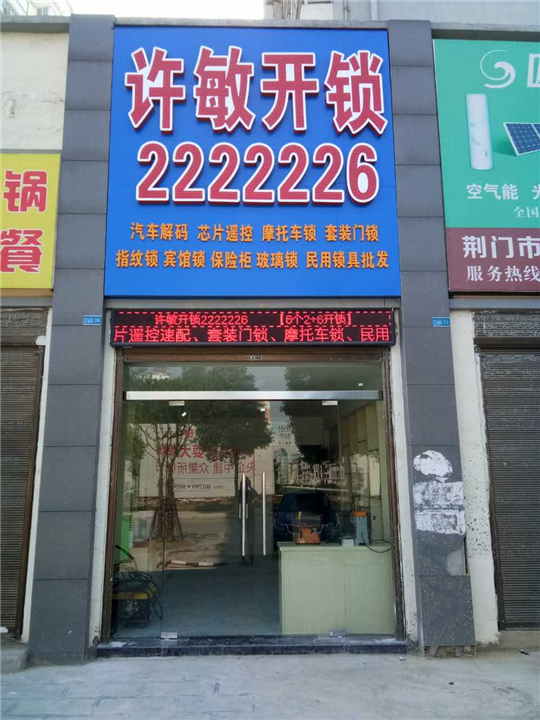 许敏开锁
2222226
汽车解码 芯片遥控 摩托车锁 套装门锁
指纹锁 宾馆锁 保险柜 玻璃锁 民用锁具批发
许敏开锁2222226 【6个2+6开锁】
片遥控速配、套装门锁、摩托车锁、民用
锅
餐
空气能 光
全国
荆门市
服务热线